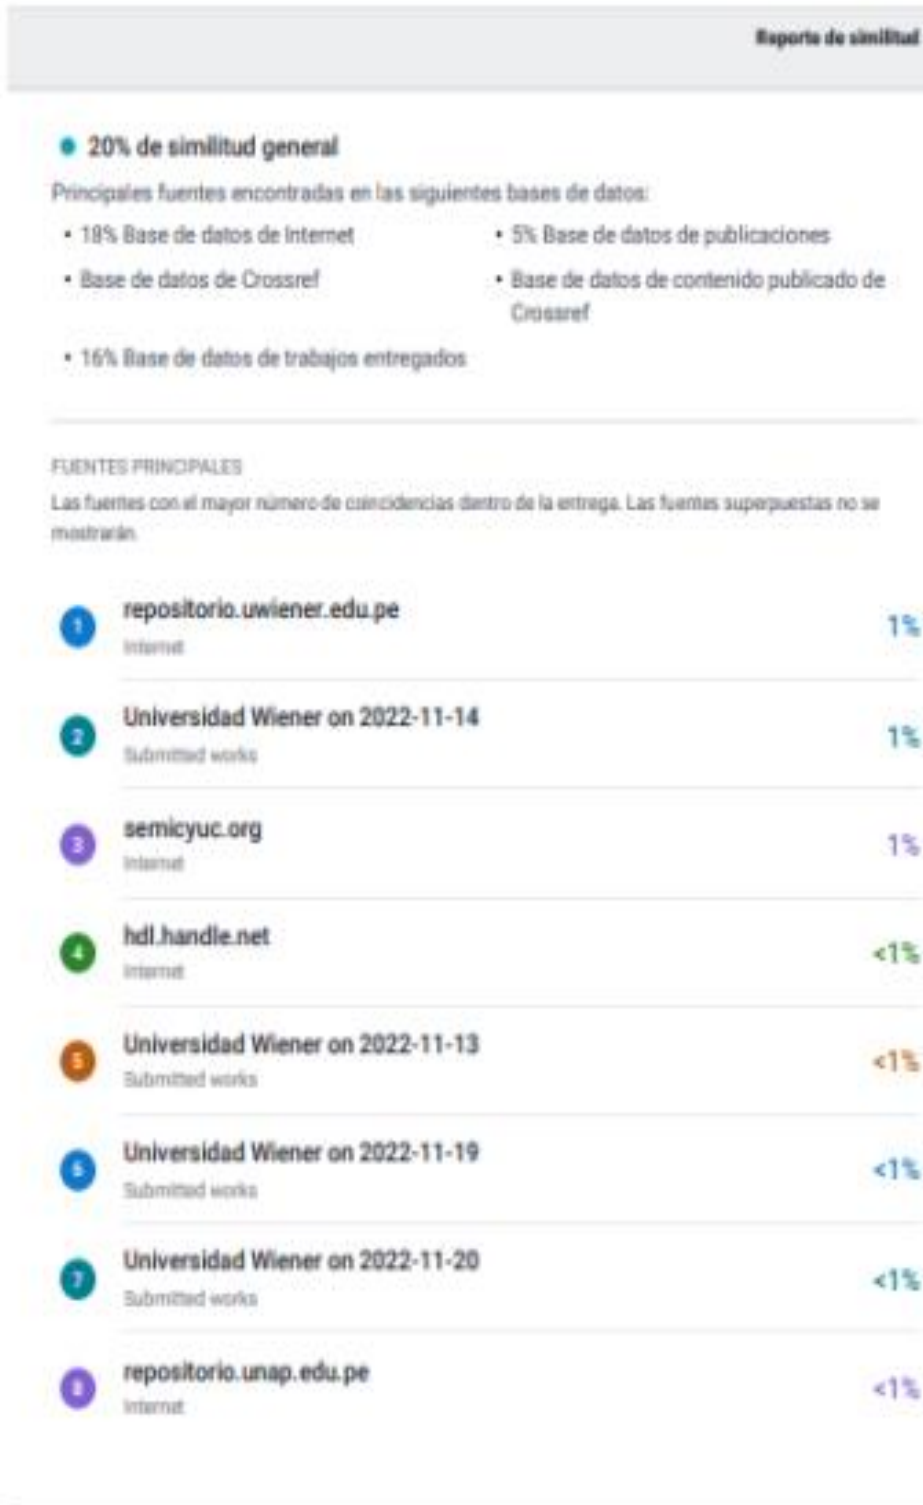 Reporte de similitud
20% de similitud general
Principales fuentes encontradas en las siguientes bases de datos:
• 18% Base de datos de Internet
• 5% Base de datos de publicaciones
• Base de datos de Crossref
• Base de datos de contenido publicado de
Crossref
• 16% Base de datos de trabajos entregados
FUENTES PRINCIPALES
Las fuentes con el mayor número de coincidencias dentro de la entrega. Las fuentes superpuestas no se
mostrarán.
1
repositorio.uwiener.edu.pe
1%
Internet
2
Universidad Wiener on 2022-11-14
1%
Submitted works
3
semicyuc.org
1%
Internet
4
hdl.handle.net
<1%
Internet
5
Universidad Wiener on 2022-11-13
<1%
Submitted works
6
Universidad Wiener on 2022-11-19
<1%
Submitted works
7
Universidad Wiener on 2022-11-20
<1%
Submitted works
8
repositorio.unap.edu.pe
<1%
Internet